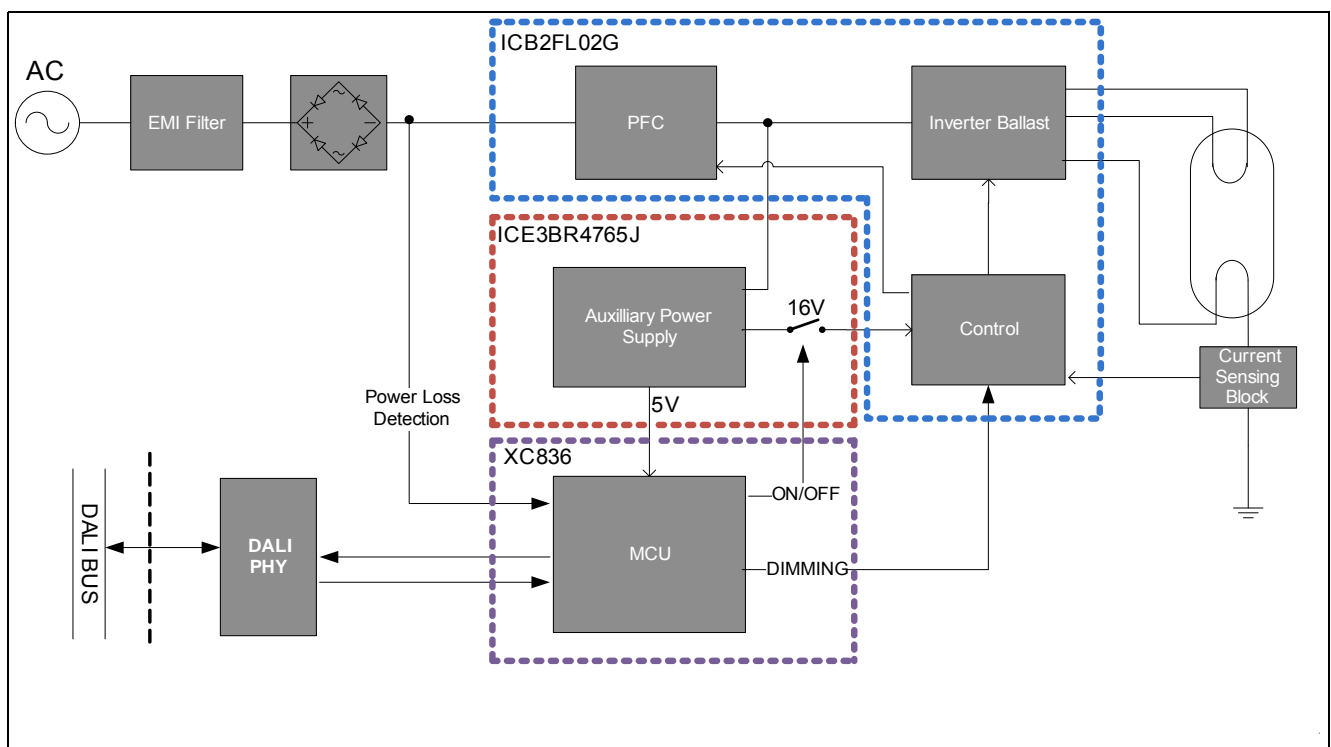 ICB2FL02G
AC
EMI Filter
PFC
Inverter Ballast
ICE3BR4765J
Auxilliary Power
Supply
16V
Control
Current
Sensing
Block
Power Loss
Detection
5V
XC836
DALI BUS
DALI
PHY
MCU
ON/OFF
DIMMING